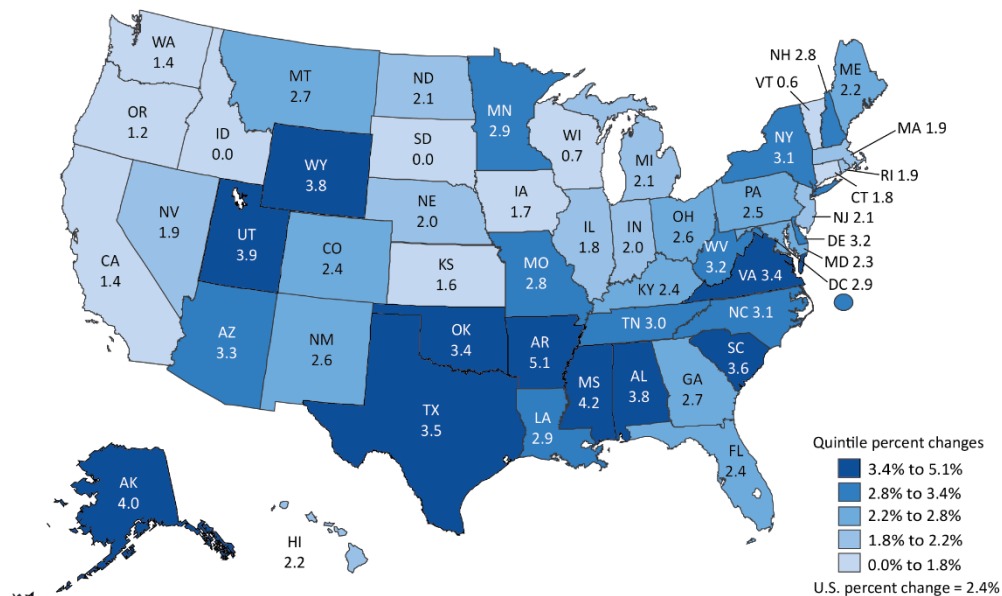 WA
1.4
OR
1.2
CA
1.4
ID
0.0
NV
1.9
MT
2.7
WY
3.8
UT
3.9
AZ
3.3
CO
2.4
NM
2.6
ND
2.1
SD
0.0
NE
2.0
KS
1.6
OK
3.4
TX
3.5
MN
2.9
IA
1.7
MO
2.8
AR
5.1
LA
2.9
WI
0.7
IL
1.8
MI
2.1
IN
2.0
OH
2.6
KY 2.4
TN 3.0
MS
4.2
AL
3.8
GA
2.7
FL
2.4
SC
3.6
NC 3.1
VA 3.4
WV
3.2
PA
2.5
NY
3.1
VT 0.6
NH 2.8
ME
2.2
MA 1.9
RI 1.9
CT 1.8
NJ 2.1
DE 3.2
MD 2.3
DC 2.9
AK
4.0
HI
2.2
Quintile percent changes
3.4% to 5.1%
2.8% to 3.4%
2.2% to 2.8%
1.8% to 2.2%
0.0% to 1.8%
U.S. percent change = 2.4%